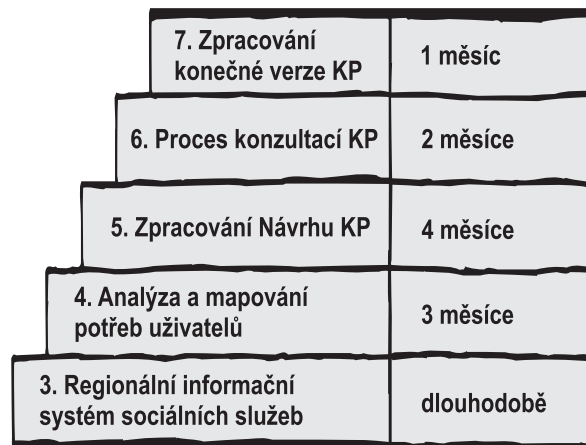 7. Zpracování
konečné verze KP
1 měsíc
6. Proces konzultací KP
2 měsíce
5. Zpracování Návrhu KP
4 měsíce
4. Analýza a mapování
potřeb uživatelů
3 měsíce
3. Regionální informační
systém sociálních služeb
dlouhodobě